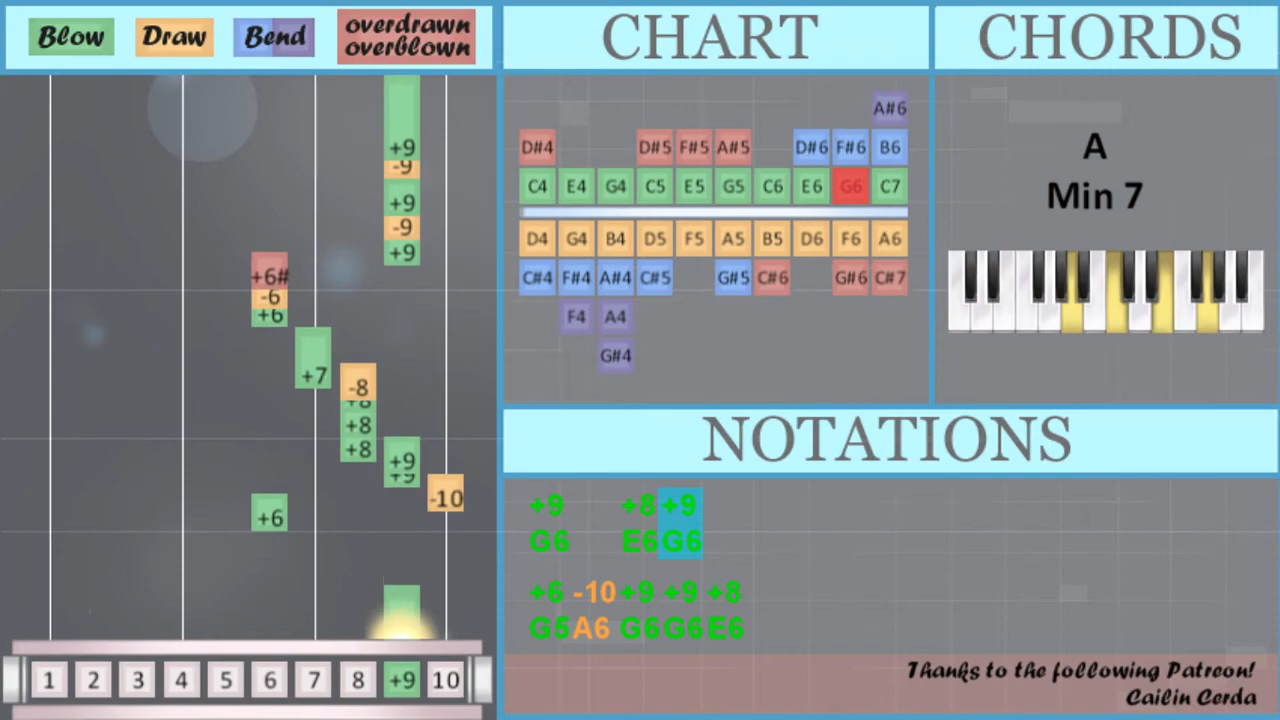 Blow Draw Bend overdrawn
overblown
CHART
CHORDS
+9
-9
+9
-9
+9
+6#
-6
+6
+7
-8
+8
+8
+8
+9
+9
-10
+6
1 2 3 4 5 6 7 8 +9 10
A#6
D#4 D#5 F#5 A#5 D#6 F#6 B6
C4 E4 G4 C5 E5 G5 C6 E6 G6 C7
D4 G4 B4 D5 F5 A5 B5 D6 F6 A6
C#4 F#4 A#4 C#5 G#5 C#6 G#6 C#7
F4 A4
G#4
A
Min 7
NOTATIONS
+9 +8 +9
G6 E6 G6
+6 -10 +9 +9 +8
G5 A6 G6 G6 E6
Thanks to the following Patreon!
Cailin Cerda